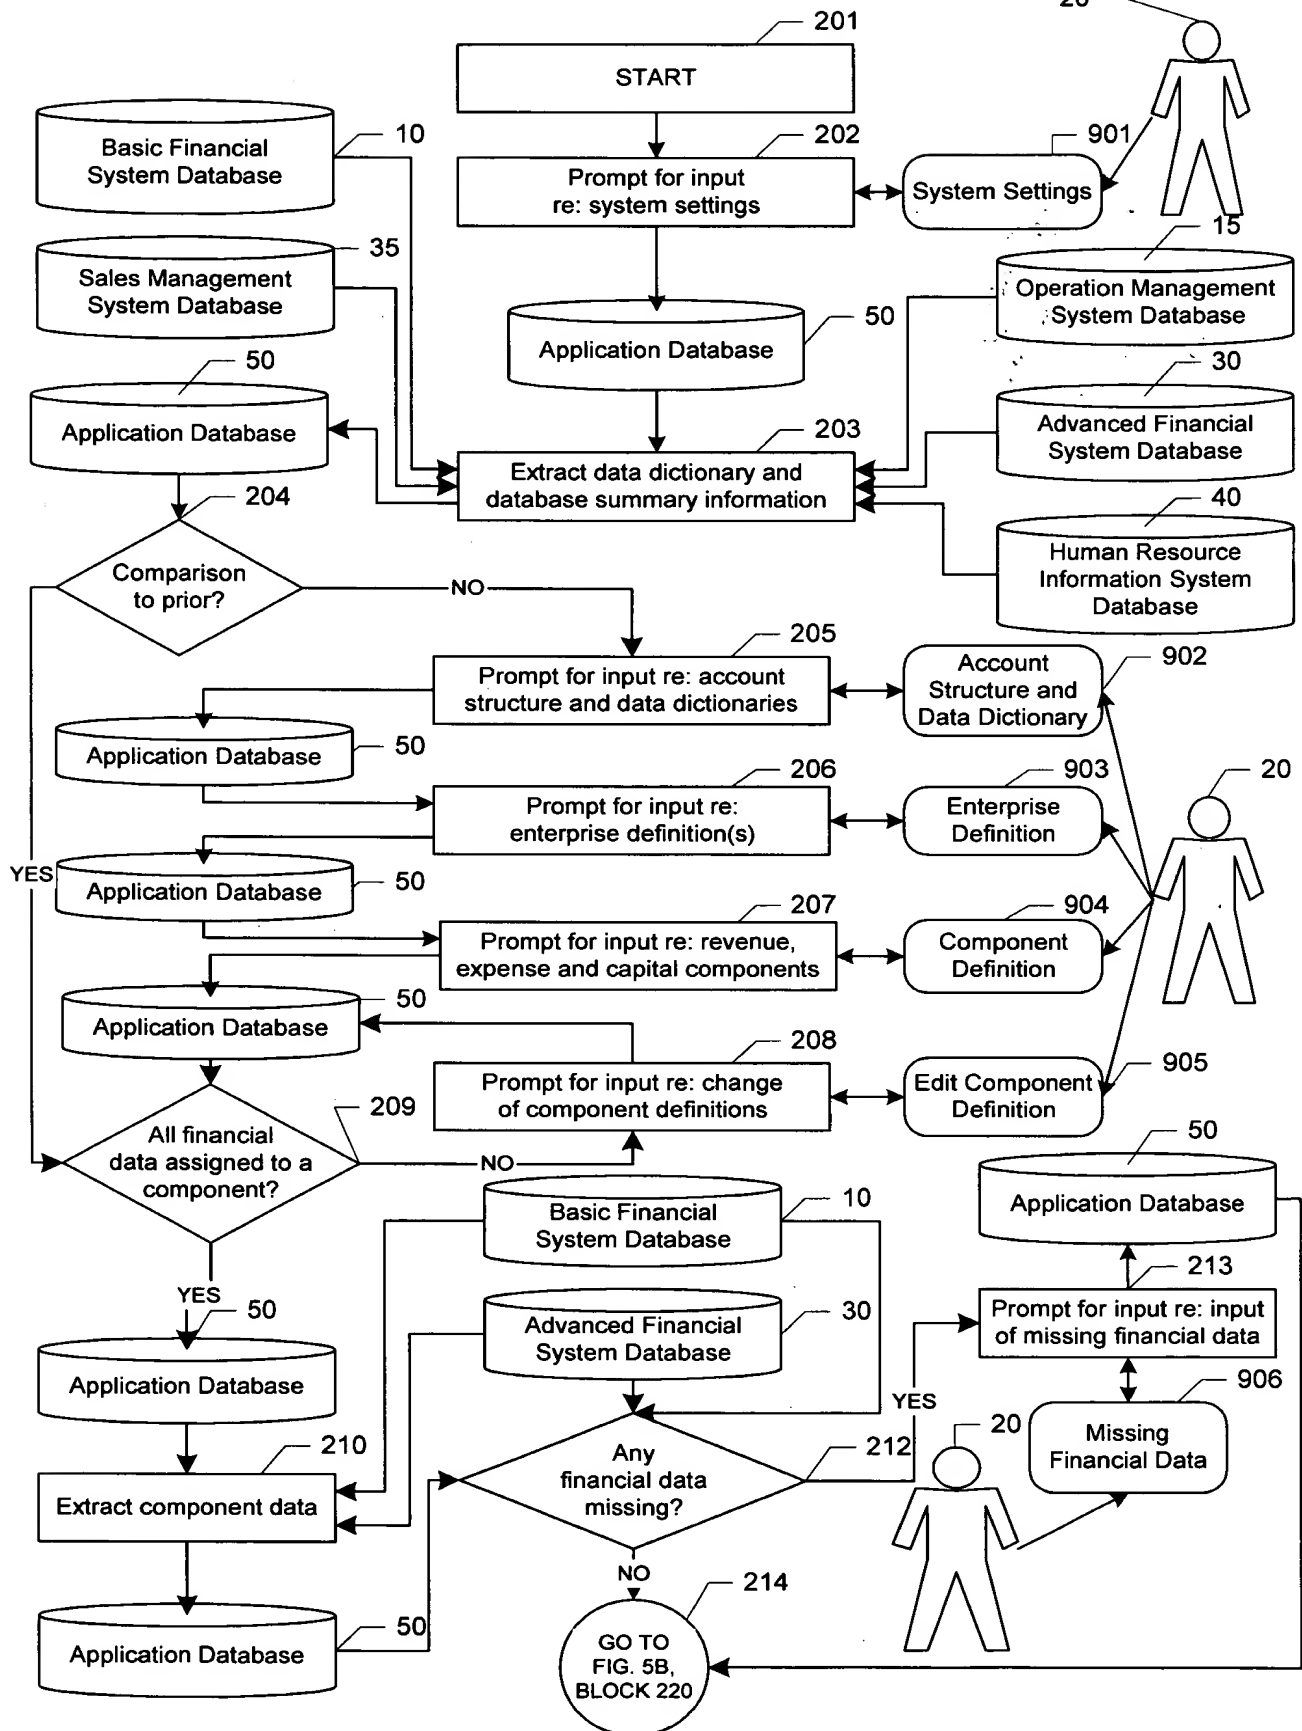 20
201
START
Basic Financial
System Database
10
202
Prompt for input
re: system settings
901
System Settings
35
Sales Management
System Database
15
Operation Management
System Database
50
Application Database
50
Application Database
30
Advanced Financial
System Database
203
Extract data dictionary and
database summary information
204
40
Human Resource
Information System
Database
Comparison
to prior?
NO
205
Prompt for input re: account
structure and data dictionaries
Account
Structure and
Data Dictionary
902
Application Database
50
206
Prompt for input re:
enterprise definition(s)
903
Enterprise
Definition
20
YES
Application Database
50
207
Prompt for input re: revenue,
expense and capital components
904
Component
Definition
50
Application Database
208
Prompt for input re: change
of component definitions
905
Edit Component
Definition
209
All financial
data assigned to a
component?
NO
50
Application Database
Basic Financial
System Database
10
213
Prompt for input re: input
of missing financial data
YES
50
Application Database
Advanced Financial
System Database
30
YES
906
Missing
Financial Data
20
210
Extract component data
Any
financial data
missing?
212
NO
214
GO TO
FIG. 5B,
BLOCK 220
50
Application Database